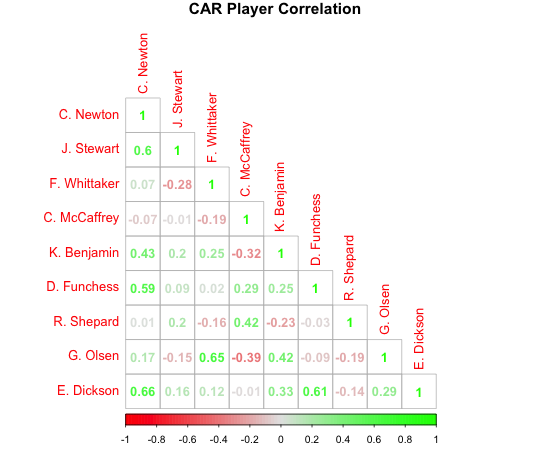 CAR Player Correlation
C. Newton
J. Stewart
F. Whittaker
C. McCaffrey
K. Benjamin
D. Funchess
R. Shepard
G. Olsen
E. Dickson
C. Newton 1
J. Stewart 0.6 1
F. Whittaker 0.07 -0.28 1
C. McCaffrey -0.07 -0.01 -0.19 1
K. Benjamin 0.43 0.2 0.25 -0.32 1
D. Funchess 0.59 0.09 0.02 0.29 0.25 1
R. Shepard 0.01 0.2 -0.16 0.42 -0.23 -0.03 1
G. Olsen 0.17 -0.15 0.65 -0.39 0.42 -0.09 -0.19 1
E. Dickson 0.66 0.16 0.12 -0.01 0.33 0.61 -0.14 0.29 1
-1 -0.8 -0.6 -0.4 -0.2 0 0.2 0.4 0.6 0.8 1